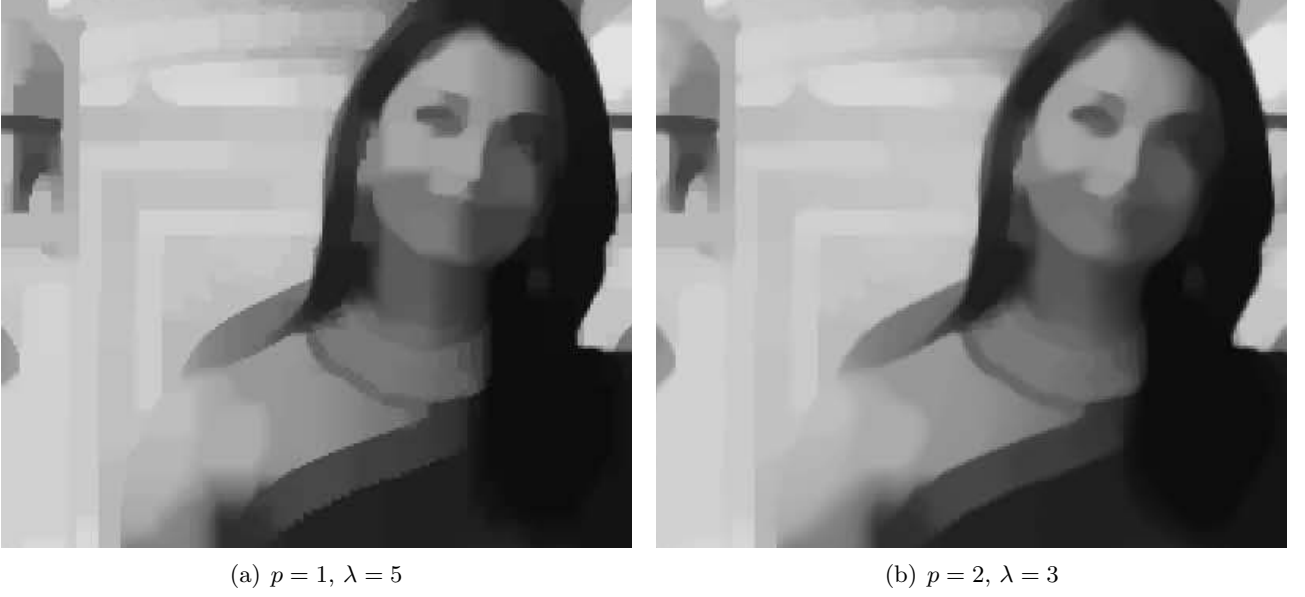 (a) p = 1, λ = 5
(b) p = 2, λ = 3